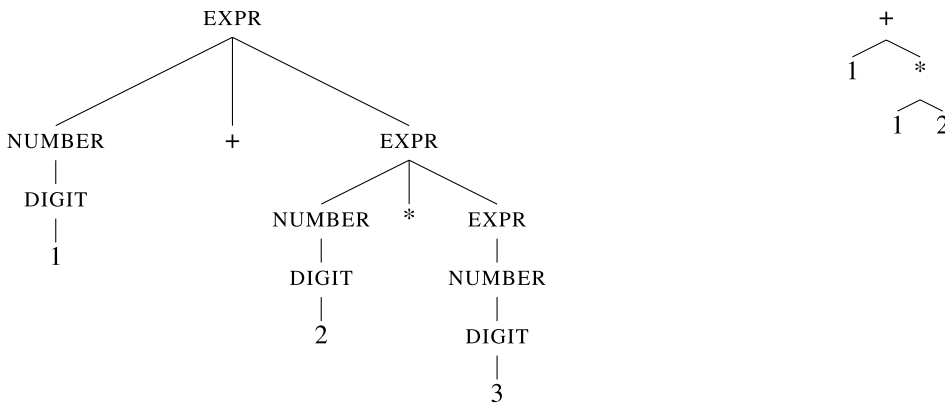 EXPR +
1 *
1 2
NUMBER + EXPR
DIGIT
NUMBER * EXPR
1
DIGIT NUMBER
2 DIGIT
3